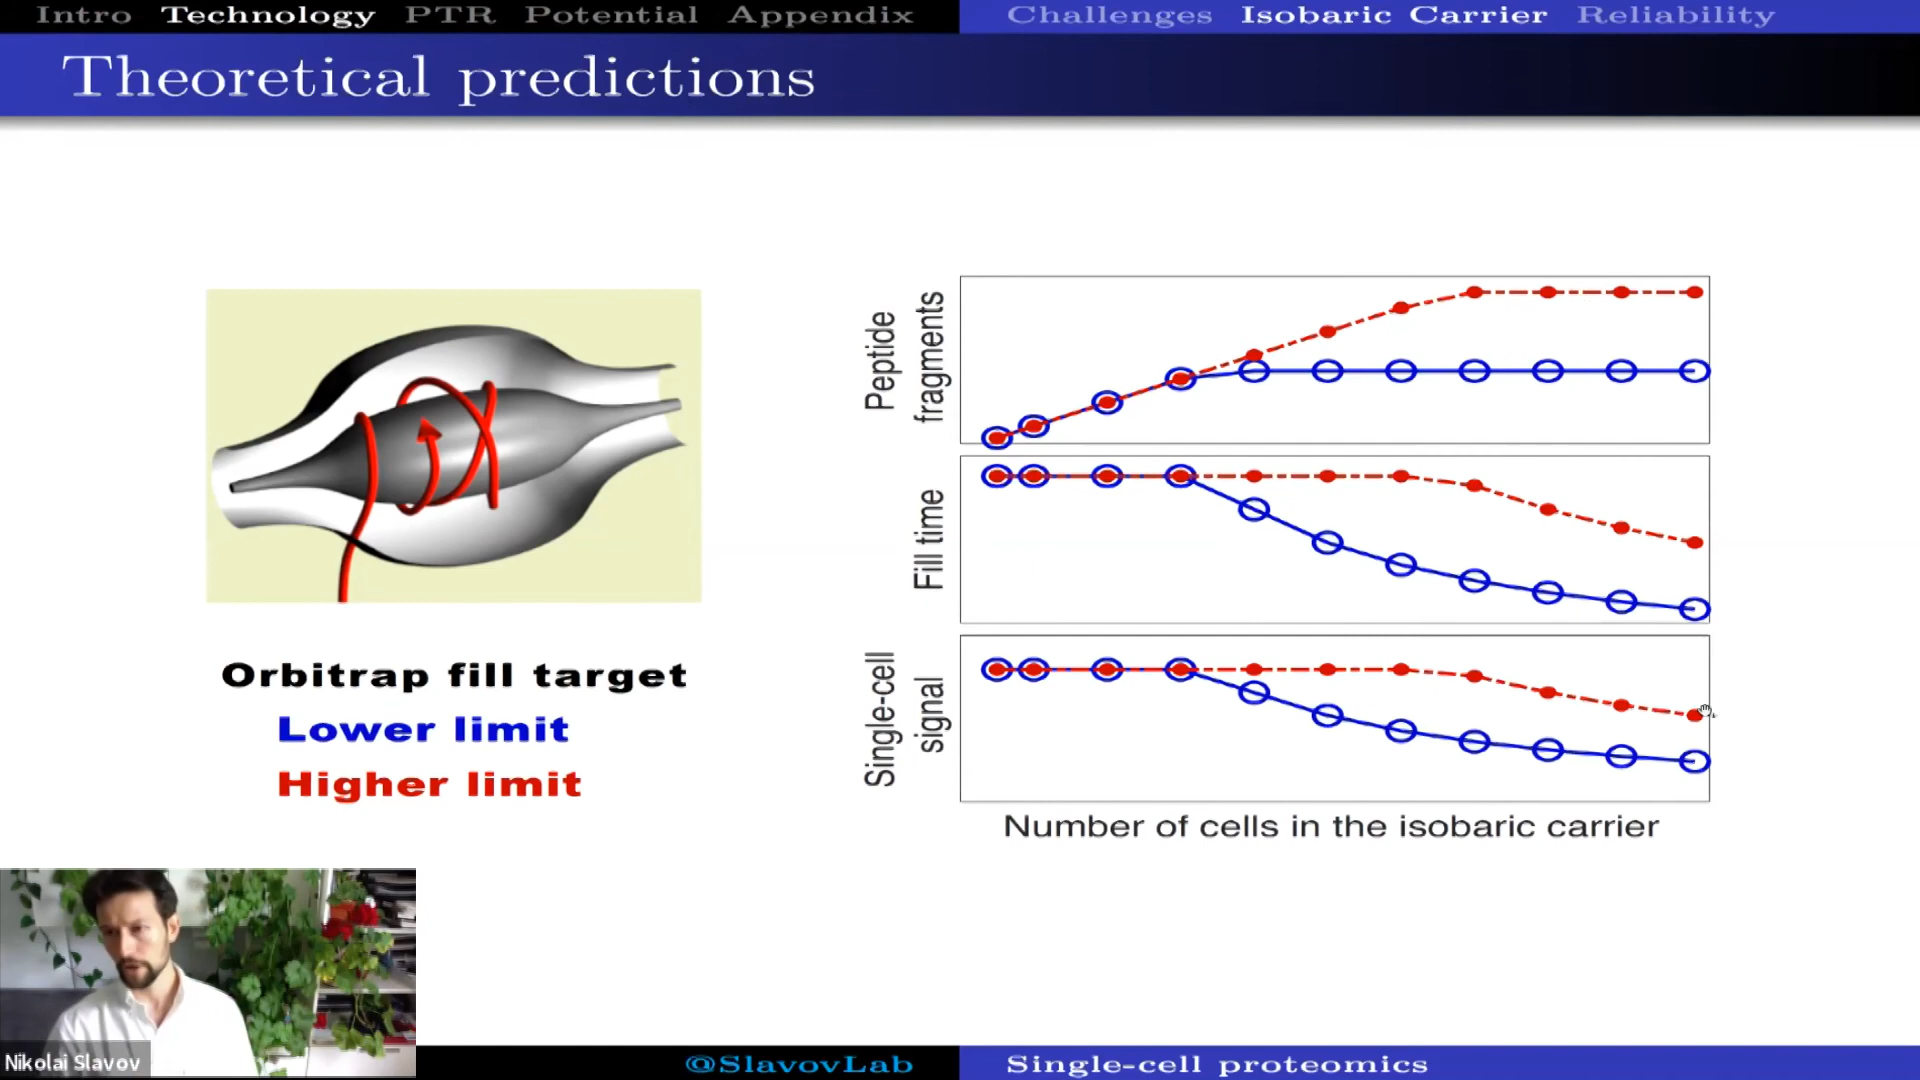 Intro Technology PTR Potential Appendix
Challenges Isobaric Carrier Reliability
Theoretical predictions
Orbitrap fill target
Lower limit
Higher limit
Peptide
fragments
Fill time
Single-cell
signal
Number of cells in the isobaric carrier
Nikolai Slavov
@SlavovLab
Single-cell proteomics